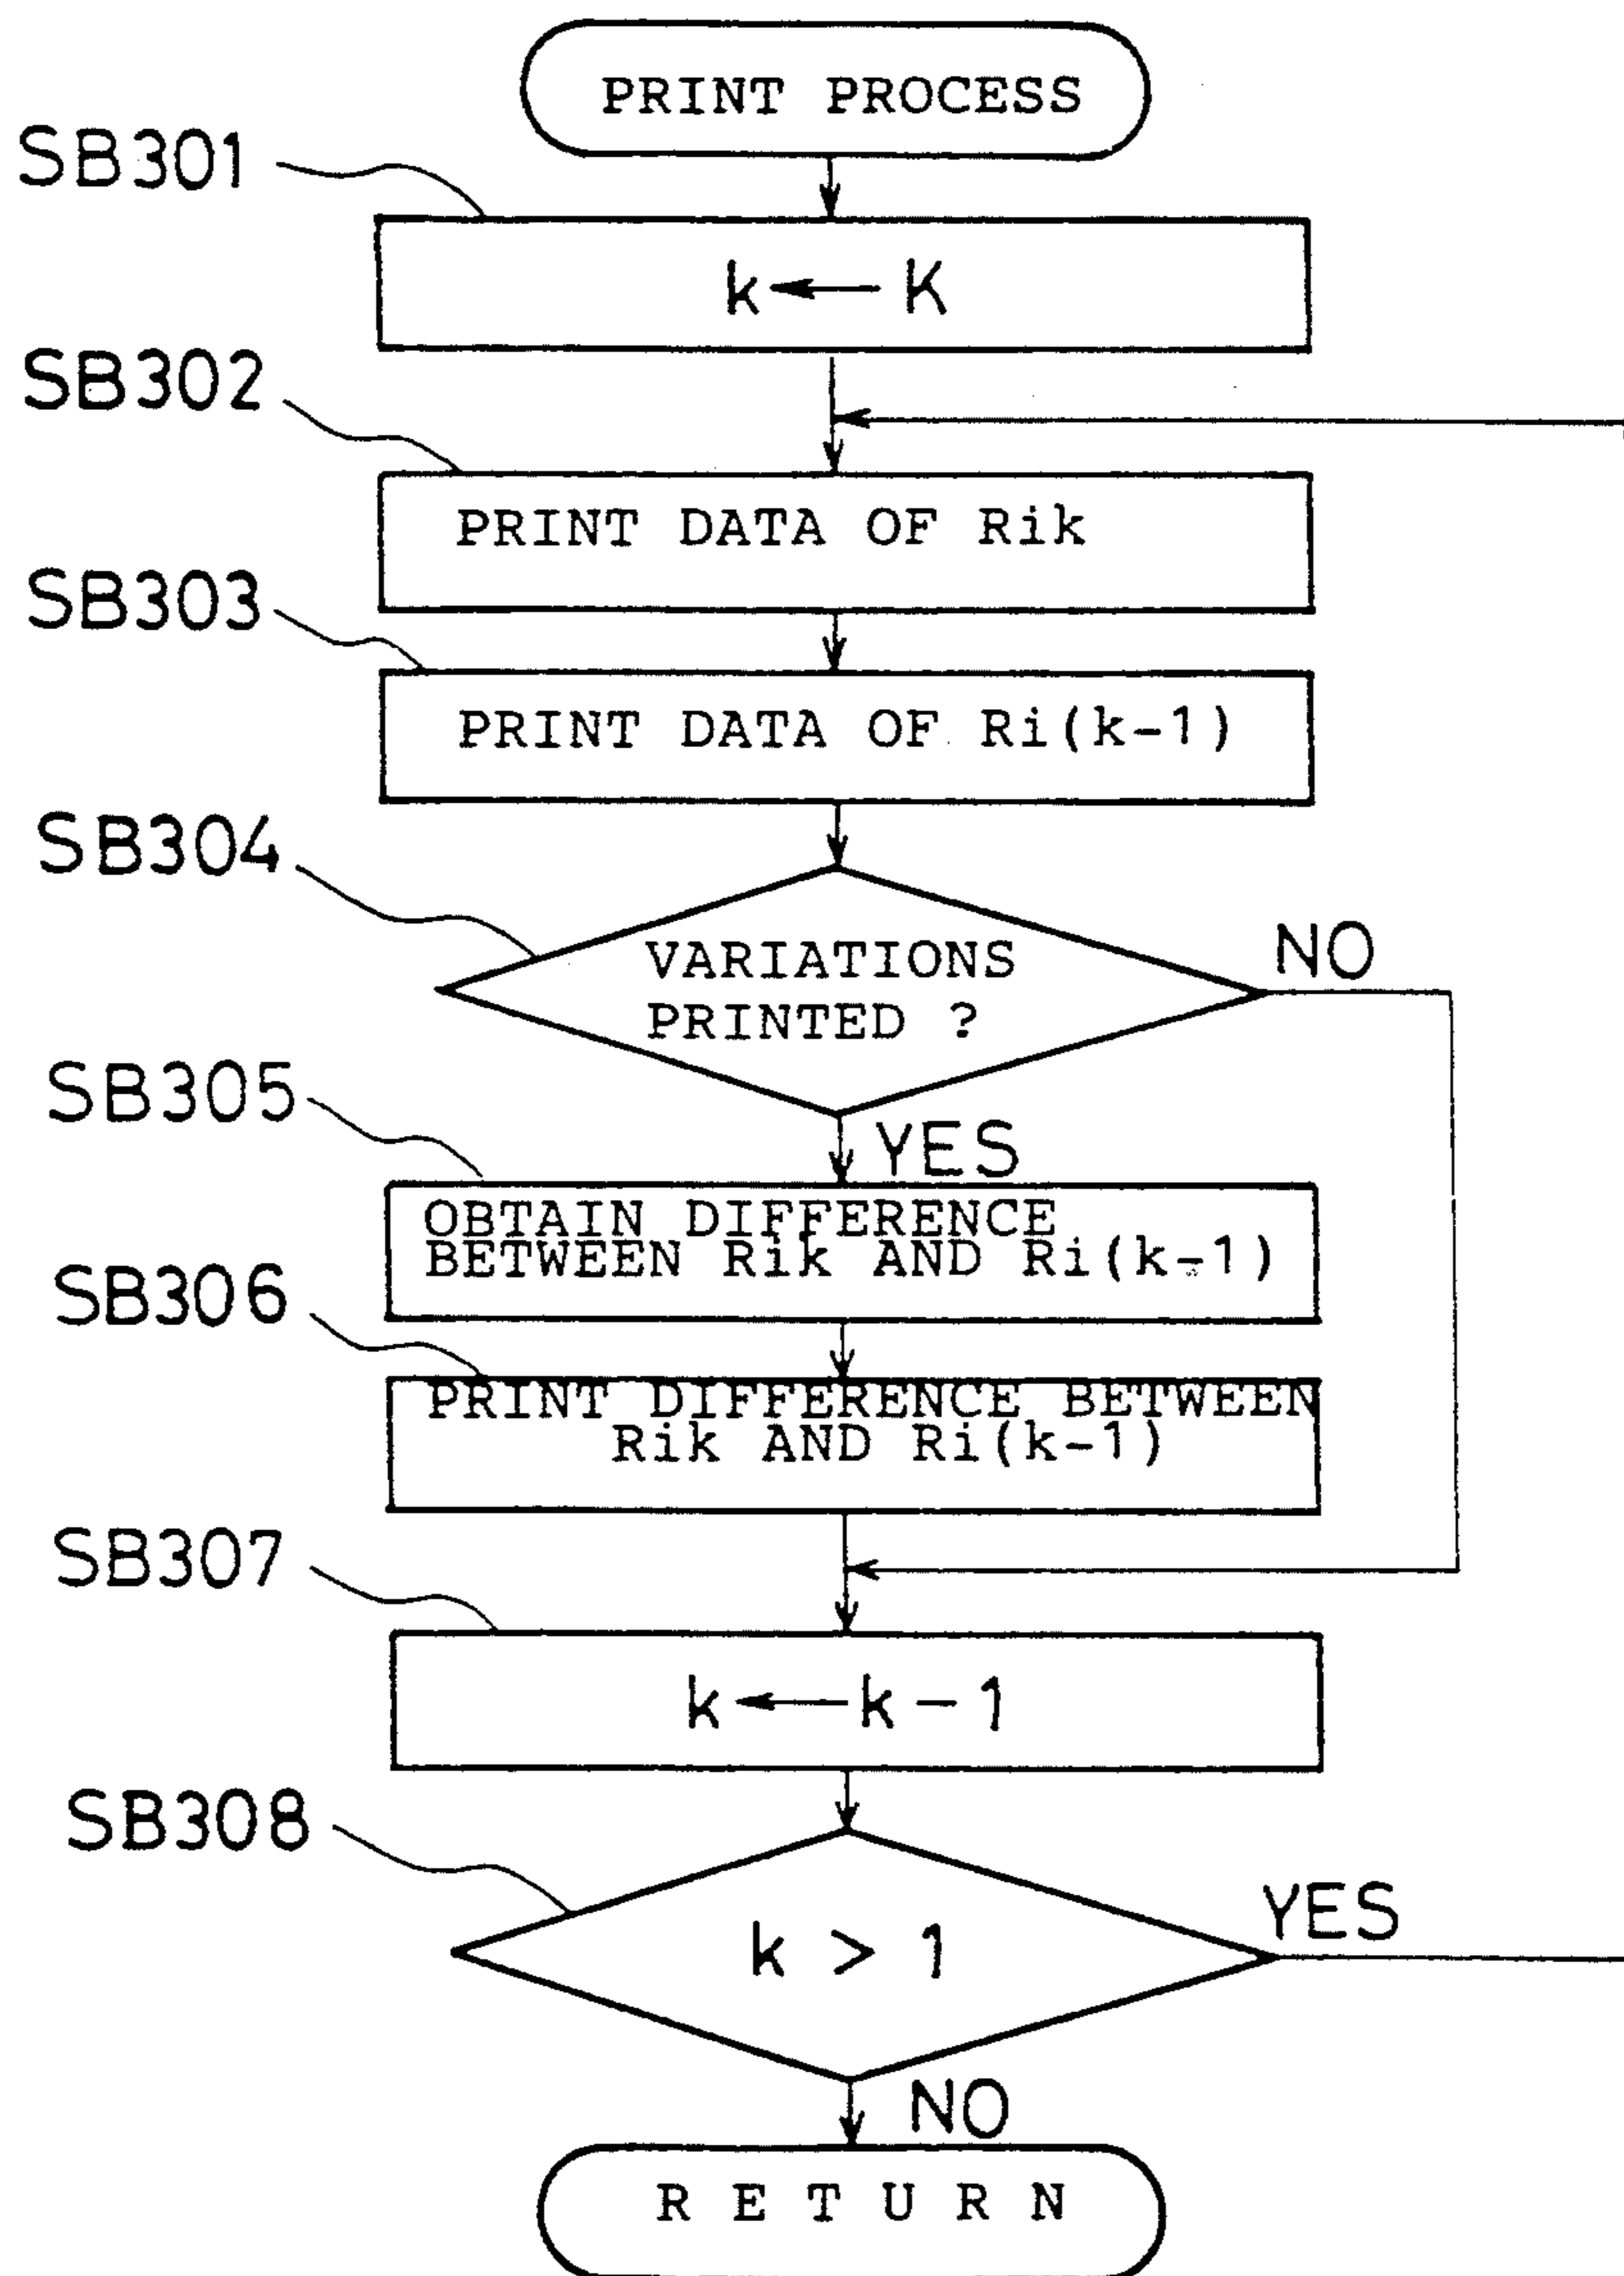 PRINT PROCESS
SB301
k ← K
SB302
PRINT DATA OF Rik
SB303
PRINT DATA OF Ri(k-1)
SB304
VARIATIONS
PRINTED ?
NO
YES
SB305
OBTAIN DIFFERENCE
BETWEEN Rik AND Ri(k-1)
SB306
PRINT DIFFERENCE BETWEEN
Rik AND Ri(k-1)
SB307
k ← k - 1
SB308
k > 1
YES
NO
R E T U R N